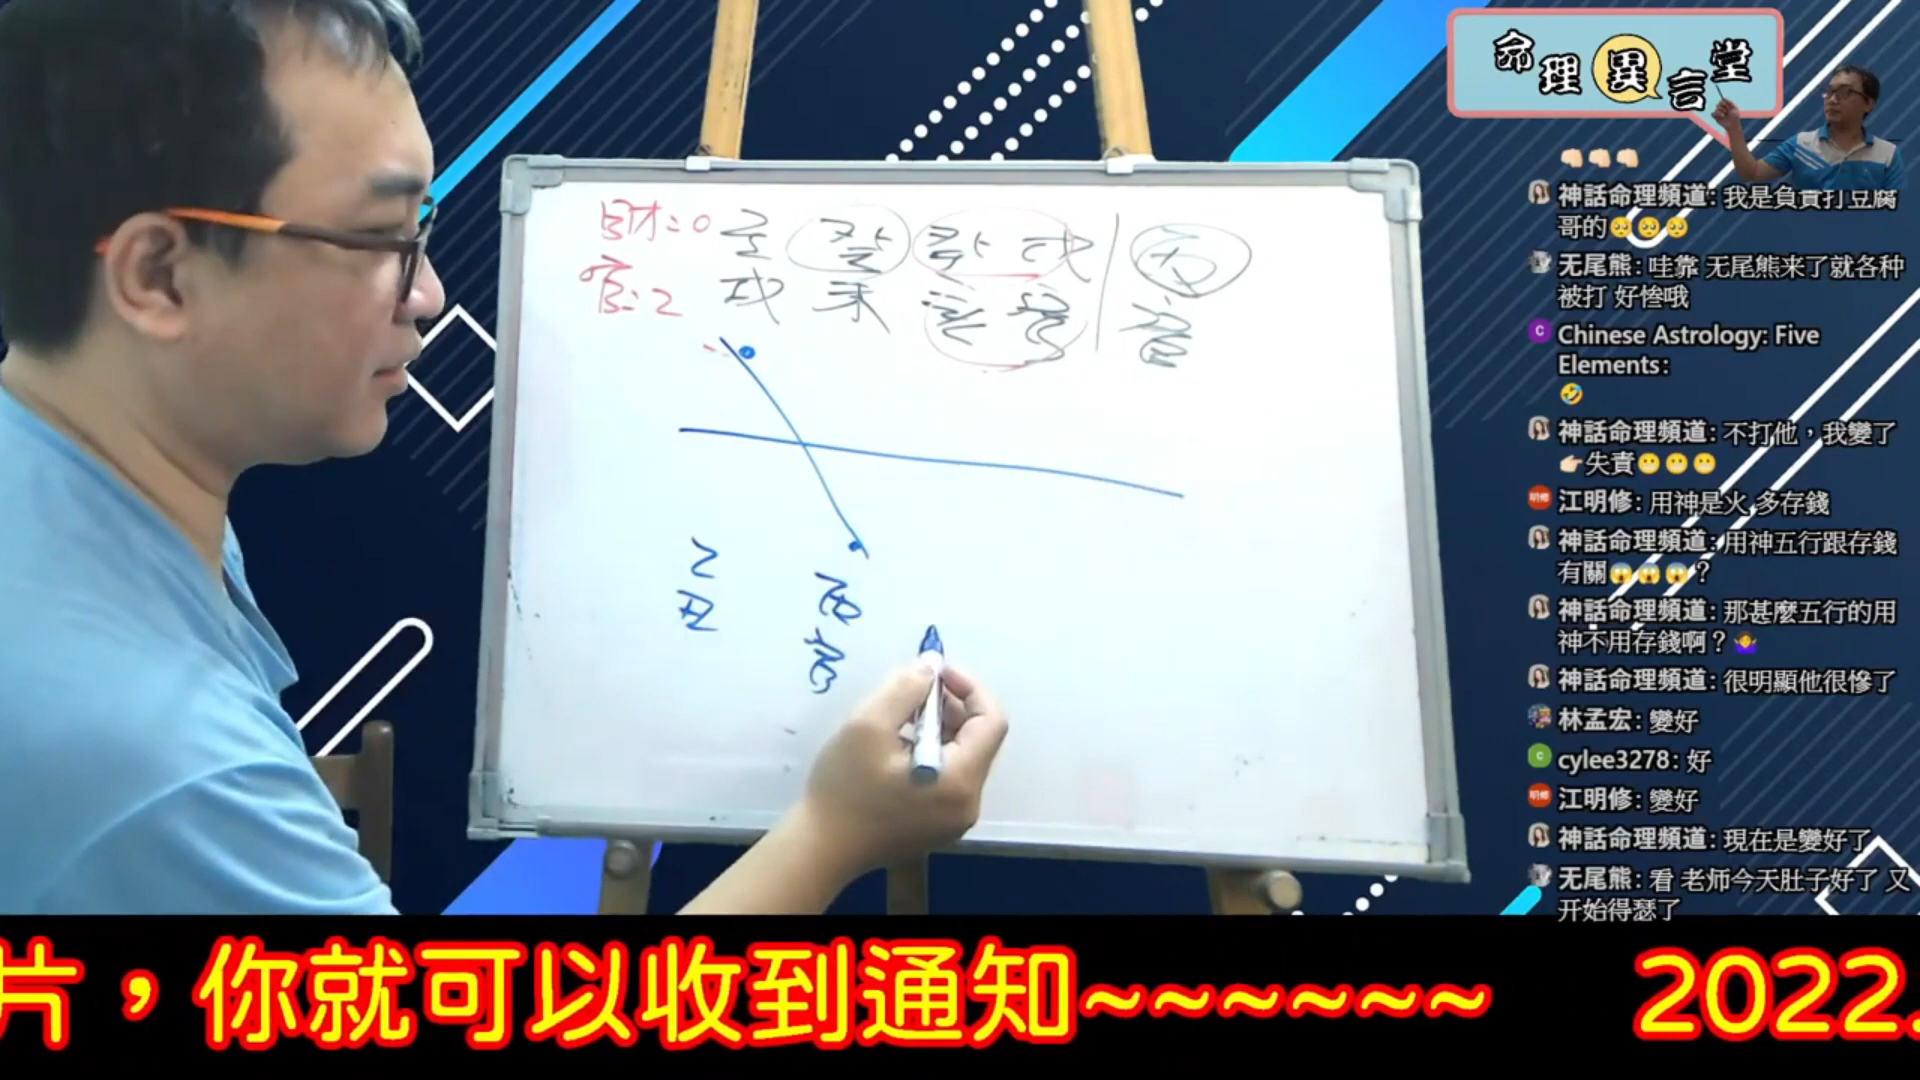 命理異言堂
👊🏻👊🏻👊🏻
神話命理頻道: 我是負責打豆腐
哥的🥺🥺🥺
无尾熊: 哇靠 无尾熊来了就各种
被打 好惨哦
Chinese Astrology: Five
Elements:
🤣
神話命理頻道: 不打他，我變了
👉🏻失責😬😬😬
江明修: 用神是火 多存錢
神話命理頻道: 用神五行跟存錢
有關😱😱😱?
神話命理頻道: 那甚麼五行的用
神不用存錢啊？🤷‍♀️
神話命理頻道: 很明顯他很慘了
林孟宏: 變好
cylee3278: 好
江明修: 變好
神話命理頻道: 現在是變好了
无尾熊: 看 老师今天肚子好了 又
开始得瑟了
財:0
官:2
戌
未
乙
丑
片，你就可以收到通知~~~~~~~ 2022.